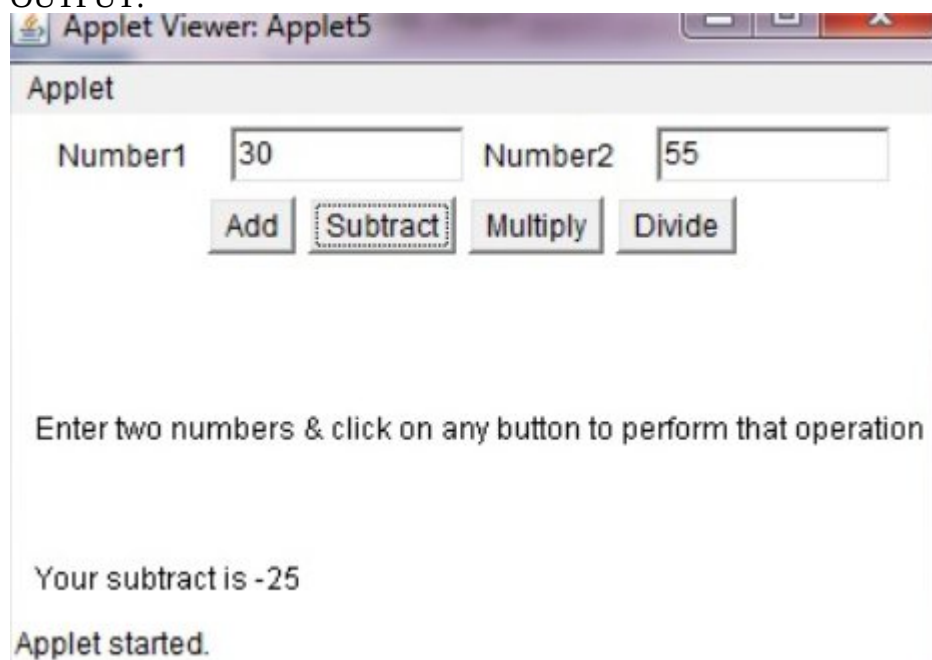 OUTPUT:
Applet Viewer: Applet5
Applet
Number1 30 Number2 55
Add Subtract Multiply Divide
Enter two numbers & click on any button to perform that operation
Your subtract is -25
Applet started.